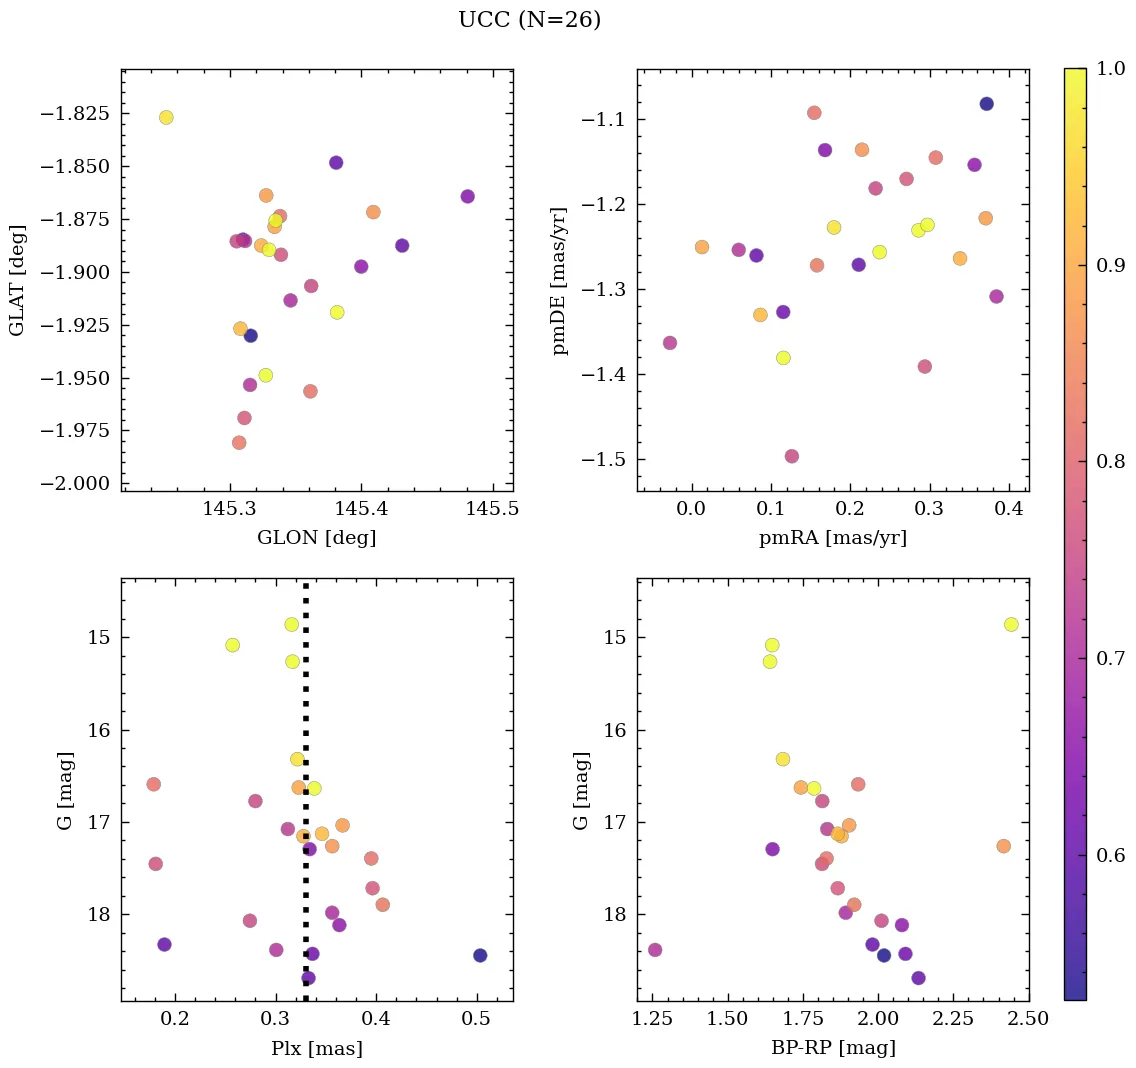 UCC (N=26)
−1.825
−1.850
−1.875
−1.900
−1.925
−1.950
−1.975
−2.000
GLAT [deg]
145.3 145.4 145.5
GLON [deg]
−1.1
−1.2
−1.3
−1.4
−1.5
pmDE [mas/yr]
0.0 0.1 0.2 0.3 0.4
pmRA [mas/yr]
15
16
17
18
G [mag]
0.2 0.3 0.4 0.5
Plx [mas]
15
16
17
18
G [mag]
1.25 1.50 1.75 2.00 2.25 2.50
BP-RP [mag]
1.0
0.9
0.8
0.7
0.6